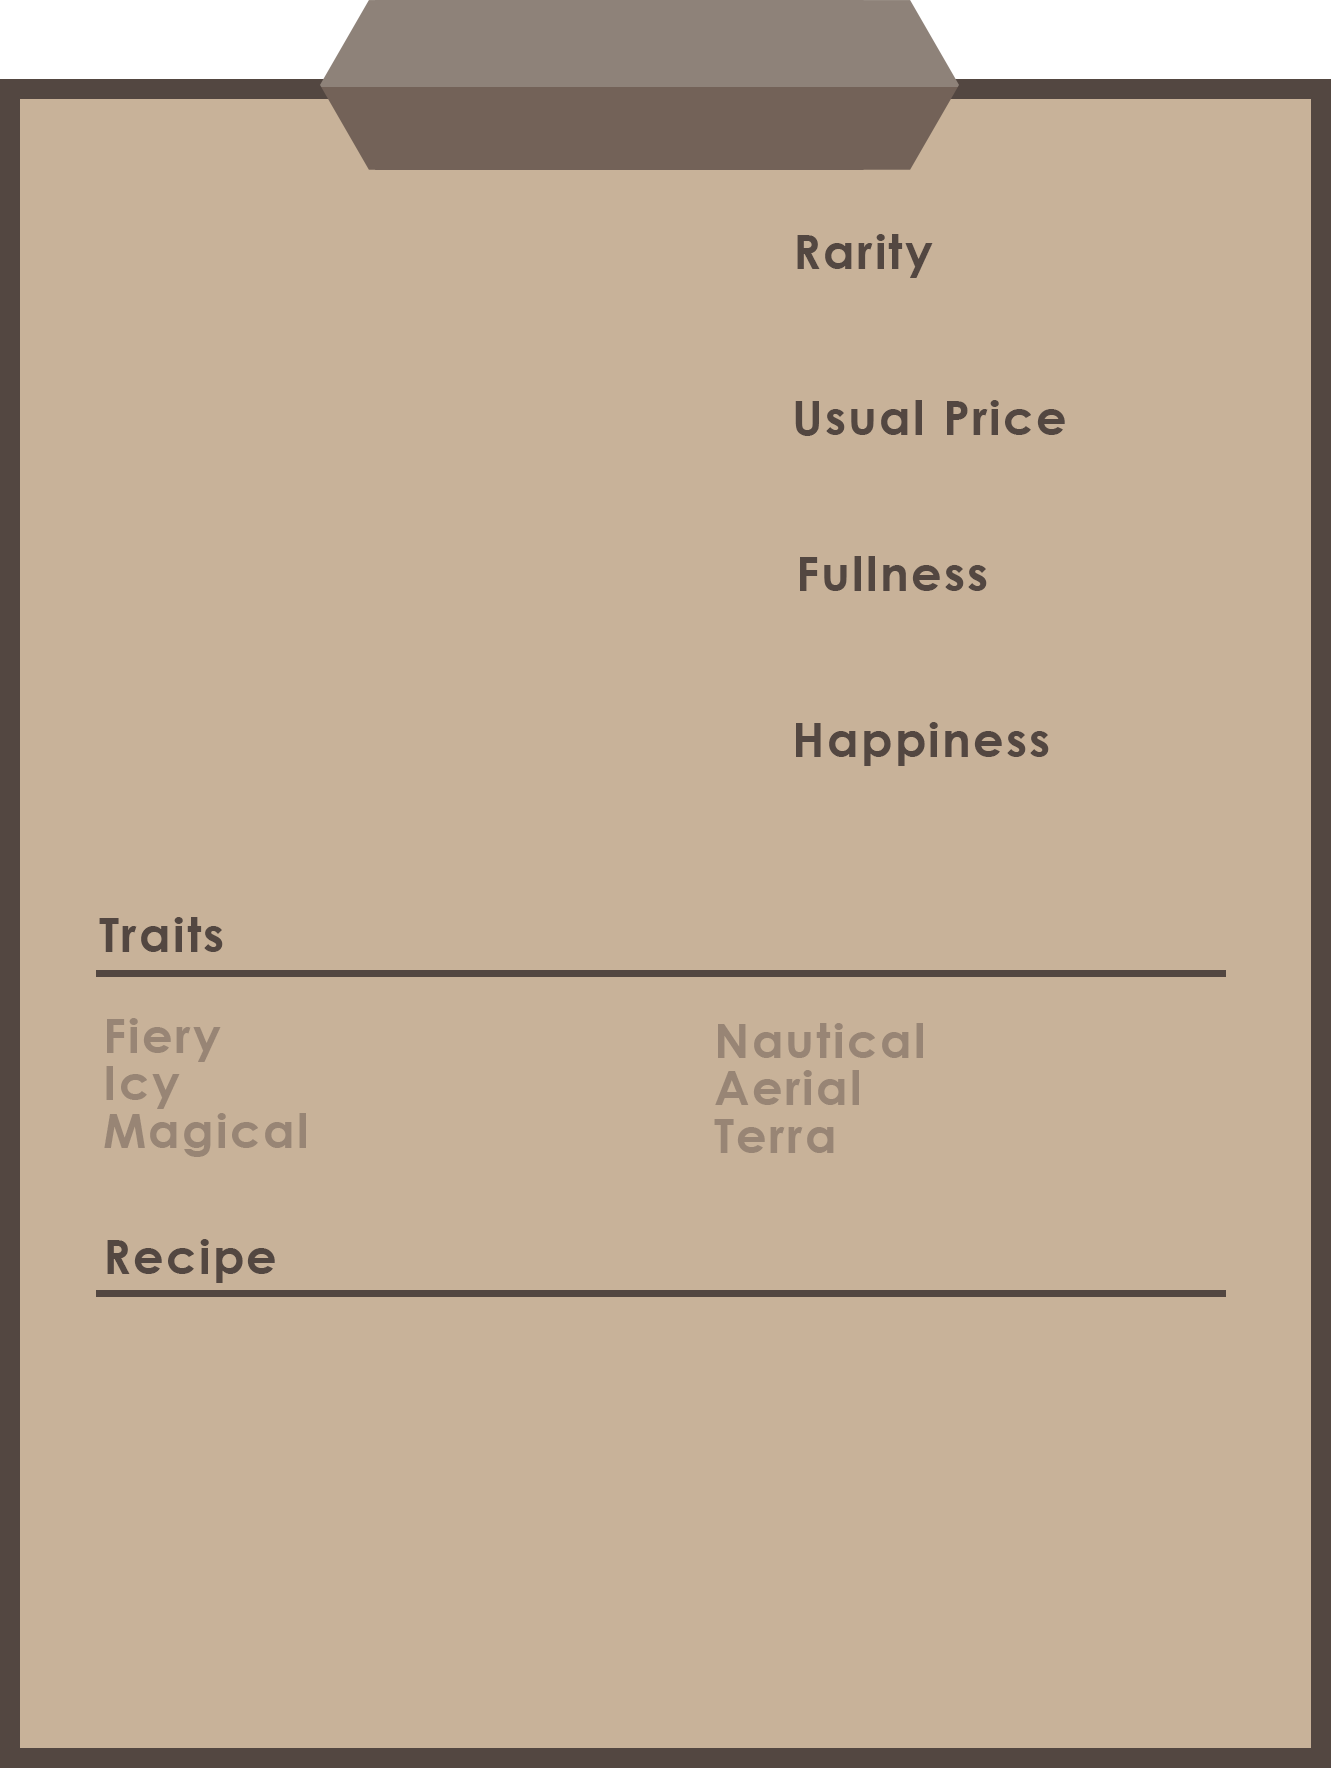 Rarity
Usual Price
Fullness
Happiness
Traits
Fiery
Icy
Magical
Nautical
Aerial
Terra
Recipe